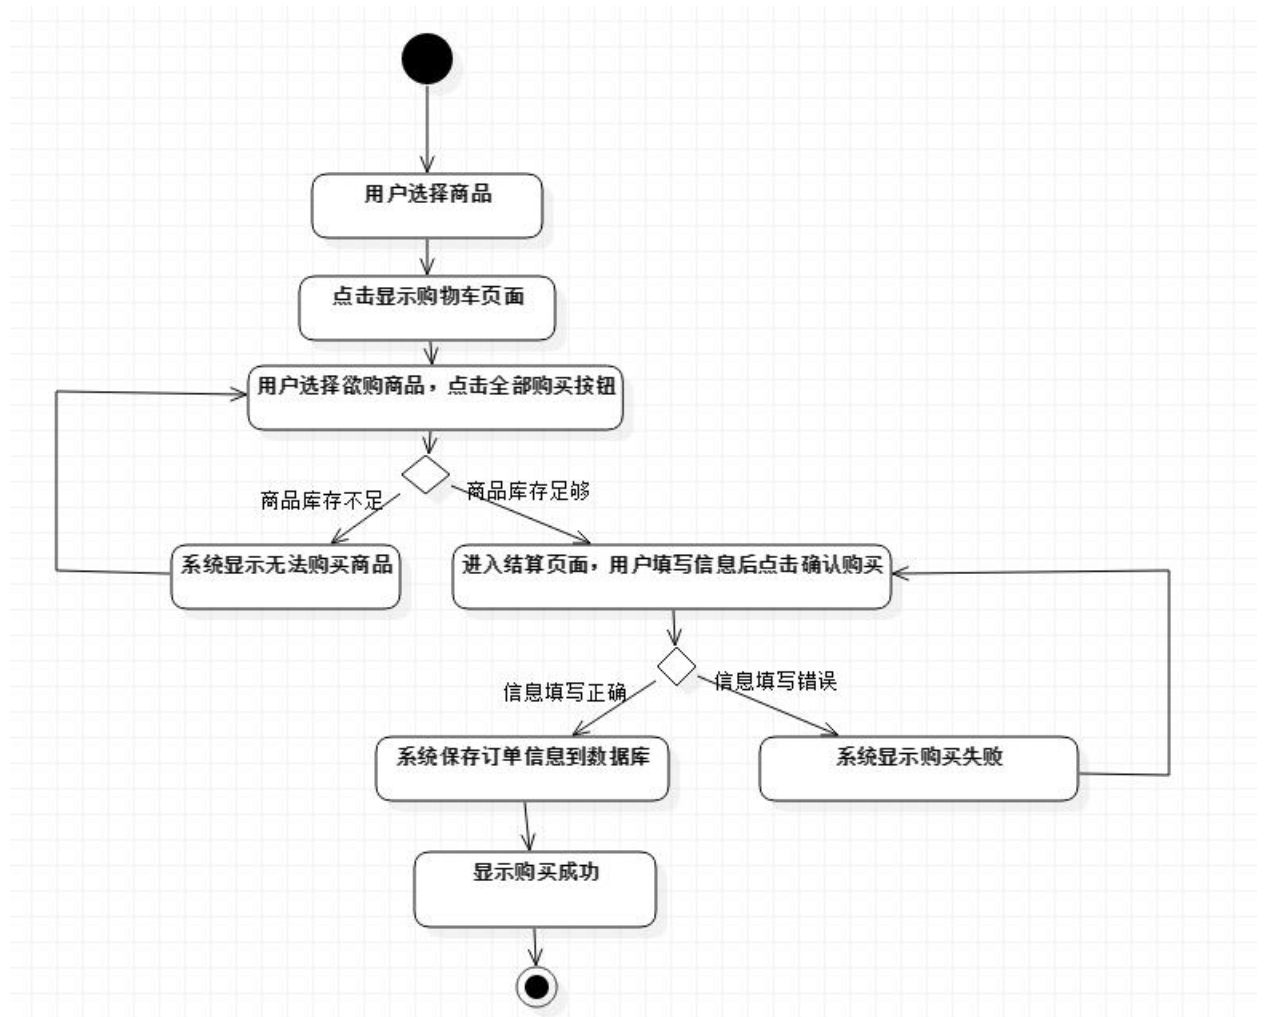 用户选择商品
点击显示购物车页面
用户选择欲购商品，点击全部购买按钮
商品库存不足
商品库存足够
系统显示无法购买商品
进入结算页面，用户填写信息后点击确认购买
信息填写正确
信息填写错误
系统保存订单信息到数据库
系统显示购买失败
显示购买成功